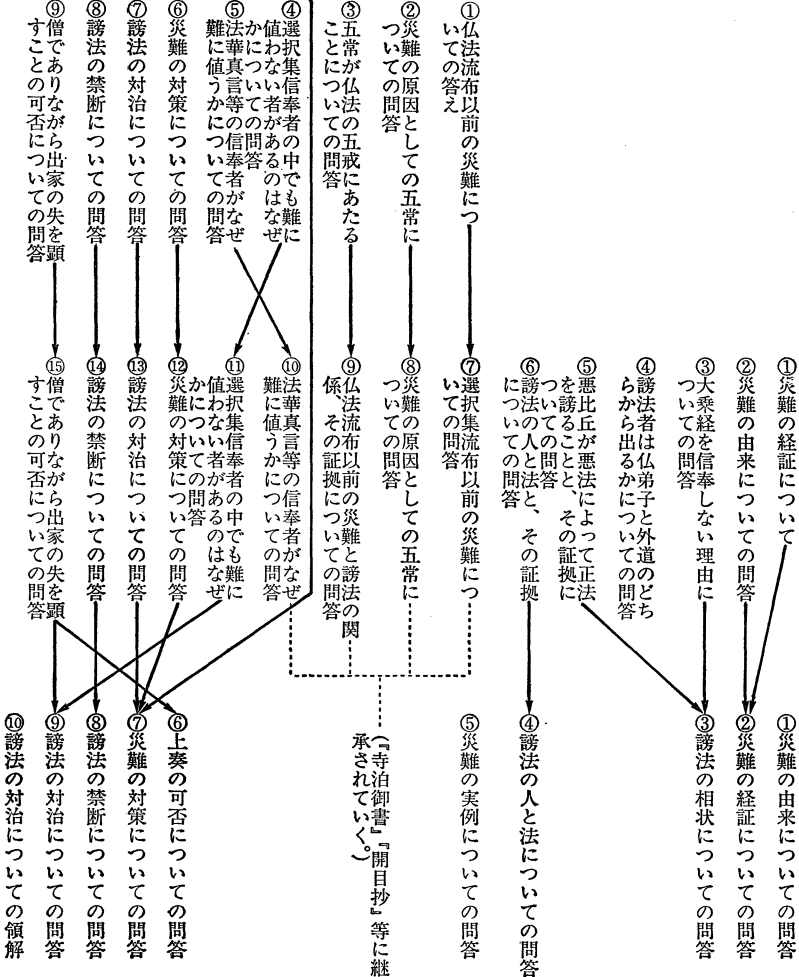 ①仏法流布以前の災難につ
いての答え
②災難の原因としての五常に
ついての問答
③五常が仏法の五戒にあたる
ことについての問答
④選択集信奉者の中でも難に
値わない者があるのはなぜ
かについての問答
⑤法華真言等の信奉者がなぜ
難に値うかについての問答
⑥災難の対策についての問答
⑦謗法の対治についての問答
⑧謗法の禁断についての問答
⑨僧でありながら出家の失を顕
すことの可否についての問答
①災難の経証について
②災難の由来についての問答
③大乗経を信奉しない理由に
ついての問答
④謗法者は仏弟子と外道のどち
らから出るかについての問答
⑤悪比丘が悪法によって正法
を謗ることと、その証拠に
ついての問答
⑥謗法の人と法と、その証拠
についての問答
⑦選択集流布以前の災難につ
いての問答
⑧災難の原因としての五常に
ついての問答
⑨仏法流布以前の災難と謗法の関
係、その証拠についての問答
⑩法華真言等の信奉者がなぜ
難に値うかについての問答
⑪選択集信奉者の中でも難に
値わない者があるのはなぜ
かについての問答
⑫災難の対策についての問答
⑬謗法の対治についての問答
⑭謗法の禁断についての問答
⑮僧でありながら出家の失を顕
すことの可否についての問答
①災難の由来についての問答
②災難の経証についての問答
③謗法の相状についての問答
④謗法の人と法についての問答
⑤災難の実例についての問答
(『寺泊御書』『開目抄』等に継
承されていく。)
⑥上奏の可否についての問答
⑦災難の対策についての問答
⑧謗法の禁断についての問答
⑨謗法の対治についての問答
⑩謗法の対治についての領解